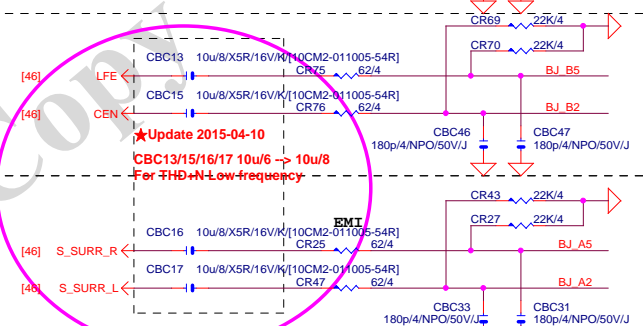 CR69 22K/4
CR70 22K/4
CBC13 10u/8/X5R/16V/K/[10CM2-011005-54R]
[46] LFE CR75 62/4 BJ_B5
CBC15 10u/8/X5R/16V/K/[10CM2-011005-54R]
[46] CEN CR76 62/4 BJ_B2
Copy
★Update 2015-04-10
CBC46 CBC47
180p/4/NPO/50V/J 180p/4/NPO/50V/J
CBC13/15/16/17 10u/6 --> 10u/8
For THD+N Low frequency
CR43 22K/4
EMI CR27 22K/4
CBC16 10u/8/X5R/16V/K/[10CM2-011005-54R]
[46] S_SURR_R CR25 62/4 BJ_A5
CBC17 10u/8/X5R/16V/K/[10CM2-011005-54R]
[46] S_SURR_L CR47 62/4 BJ_A2
CBC33 CBC31
180p/4/NPO/50V/J 180p/4/NPO/50V/J